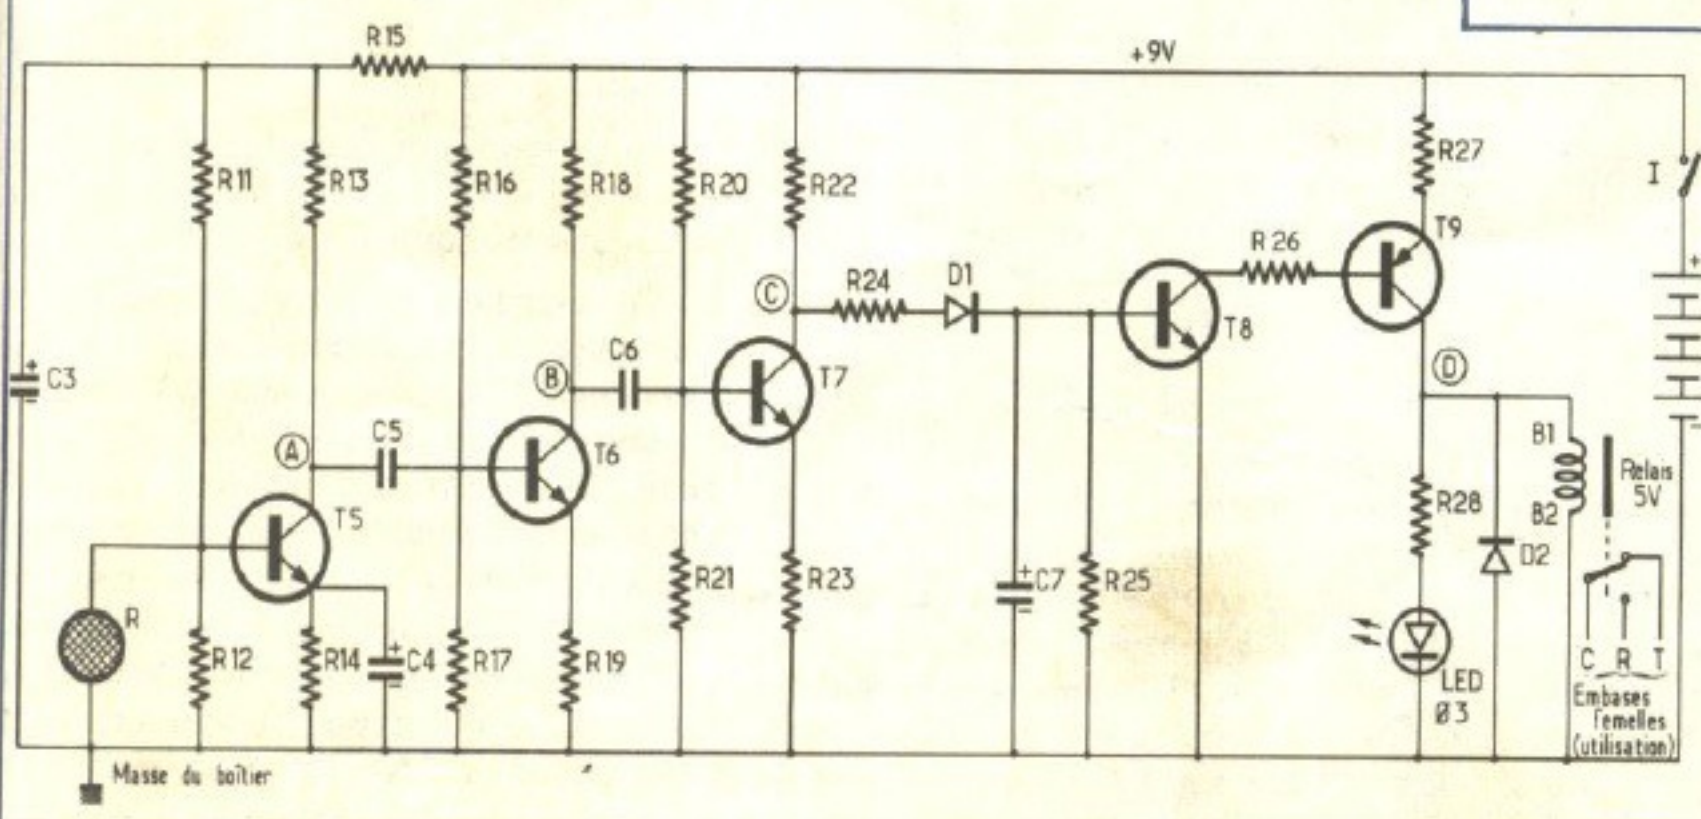 R15
+9V
R11
R13
R16
R18
R20
R22
R27
I
T9
R26
D1
R24
C
T8
C6
B
T7
D
C3
+
-
C5
A
T6
B1
Relais
5V
B2
R28
T5
D2
R21
R23
C7
+
-
R25
R
R12
R14
C4
+
-
R17
R19
LED
Ø3
C R T
Embases
femelles
(utilisation)
Masse du boîtier
+
-